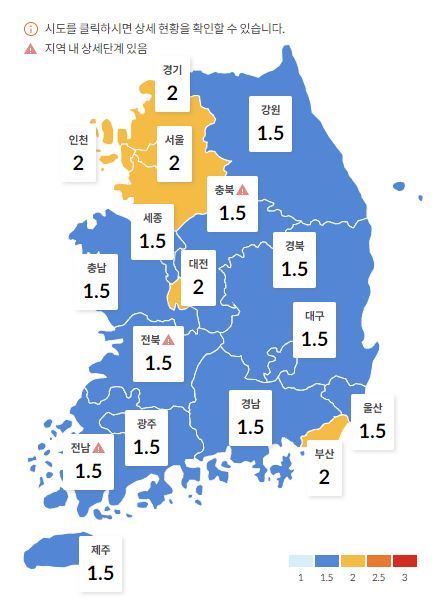 시도를 클릭하시면 상세 현황을 확인할 수 있습니다.
지역 내 상세단계 있음
경기
2
강원
1.5
인천
2
서울
2
충북
1.5
세종
1.5
경북
1.5
충남
1.5
대전
2
대구
1.5
전북
1.5
경남
1.5
울산
1.5
광주
1.5
전남
1.5
부산
2
제주
1.5
1 1.5 2 2.5 3